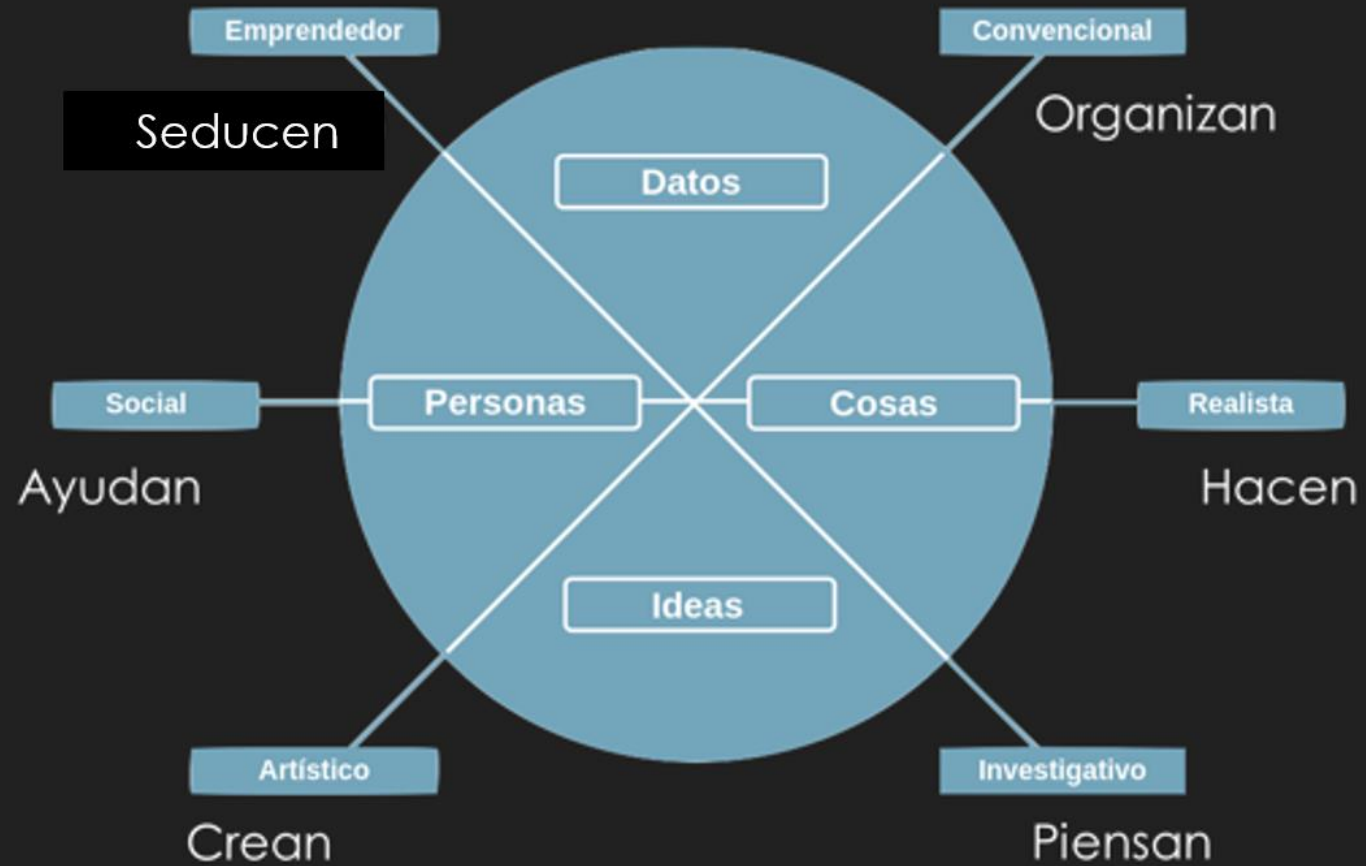 Emprendedor
Convencional
Seducen
Organizan
Datos
Social
Personas
Cosas
Realista
Ayudan
Hacen
Ideas
Artístico
Investigativo
Crean
Piensan